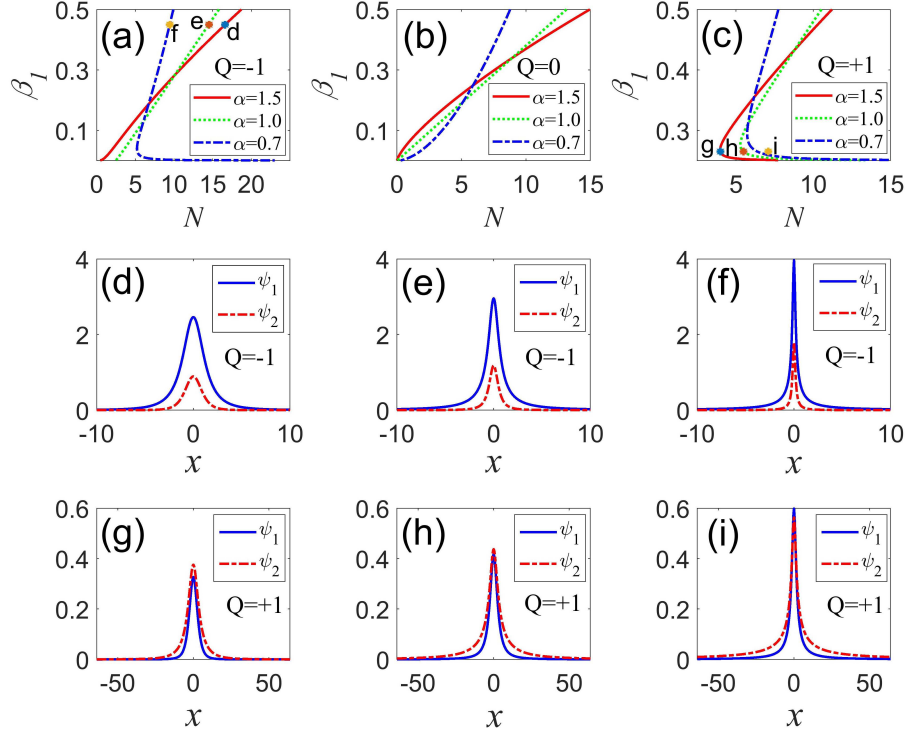 (a)
0.5
0.3
0.1
β₁
f
e
d
Q=-1
α=1.5
α=1.0
α=0.7
0 5 10 15 20
N
(b)
0.5
0.3
0.1
β₁
Q=0
α=1.5
α=1.0
α=0.7
0 5 10 15
N
(c)
0.5
0.3
β₁
Q=+1
α=1.5
α=1.0
α=0.7
g
h
i
5 10 15
N
(d)
4
2
0
ψ₁
ψ₂
Q=-1
-10 0 10
x
(e)
4
2
0
ψ₁
ψ₂
Q=-1
-10 0 10
x
(f)
4
2
0
ψ₁
ψ₂
Q=-1
-10 0 10
x
(g)
0.6
0.4
0.2
0
ψ₁
ψ₂
Q=+1
-50 0 50
x
(h)
0.6
0.4
0.2
0
ψ₁
ψ₂
Q=+1
-50 0 50
x
(i)
0.6
0.4
0.2
0
ψ₁
ψ₂
Q=+1
-50 0 50
x